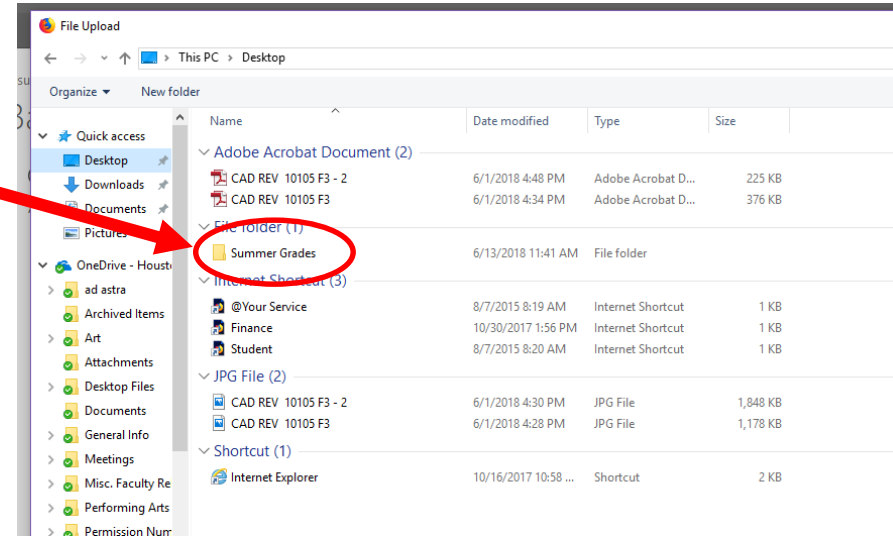 File Upload
This PC > Desktop
su
Organize New folder
Name Date modified Type Size
Quick access
Adobe Acrobat Document (2)
Desktop
CAD REV 10105 F3 - 2 6/1/2018 4:48 PM Adobe Acrobat D... 225 KB
Downloads
CAD REV 10105 F3 6/1/2018 4:34 PM Adobe Acrobat D... 376 KB
Documents
File folder (1)
Pictures
Summer Grades 6/13/2018 11:41 AM File folder
OneDrive - Houst
Internet Shortcut (3)
ad astra
@Your Service 8/7/2015 8:19 AM Internet Shortcut 1 KB
Archived Items
Finance 10/30/2017 1:56 PM Internet Shortcut 1 KB
Art
Student 8/7/2015 8:20 AM Internet Shortcut 1 KB
Attachments
JPG File (2)
Desktop Files
CAD REV 10105 F3 - 2 6/1/2018 4:30 PM JPG File 1,848 KB
Documents
CAD REV 10105 F3 6/1/2018 4:28 PM JPG File 1,178 KB
General Info
Shortcut (1)
Meetings
Internet Explorer 10/16/2017 10:58 ... Shortcut 2 KB
Misc. Faculty Re
Performing Arts
Permission Num